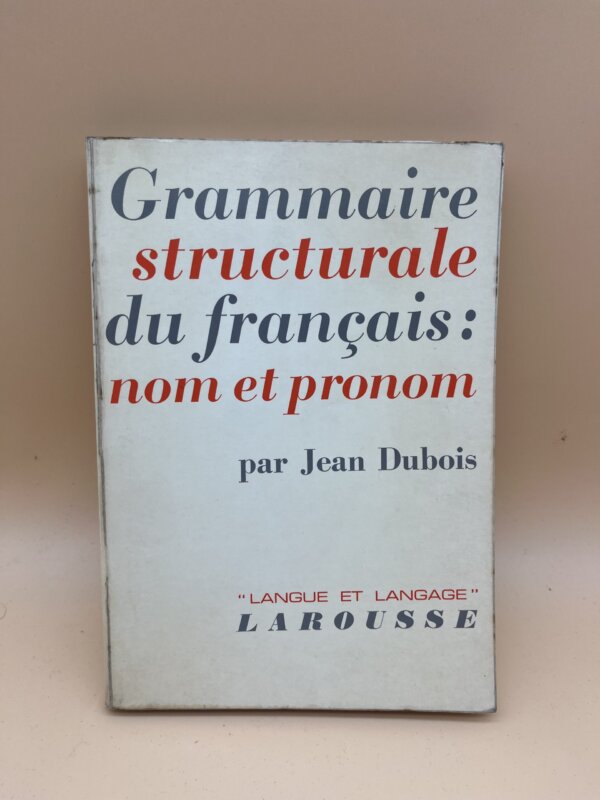 Grammaire
structurale
du français :
nom et pronom
par Jean Dubois
“LANGUE ET LANGAGE”
LAROUSSE